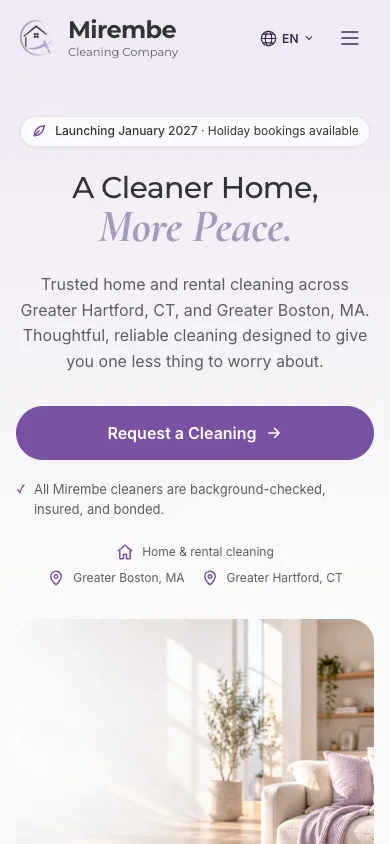 Mirembe
Cleaning Company
EN
Launching January 2027 · Holiday bookings available
A Cleaner Home,
More Peace.
Trusted home and rental cleaning across
Greater Hartford, CT, and Greater Boston, MA.
Thoughtful, reliable cleaning designed to give
you one less thing to worry about.
Request a Cleaning →
✓ All Mirembe cleaners are background-checked,
insured, and bonded.
Home & rental cleaning
Greater Boston, MA Greater Hartford, CT